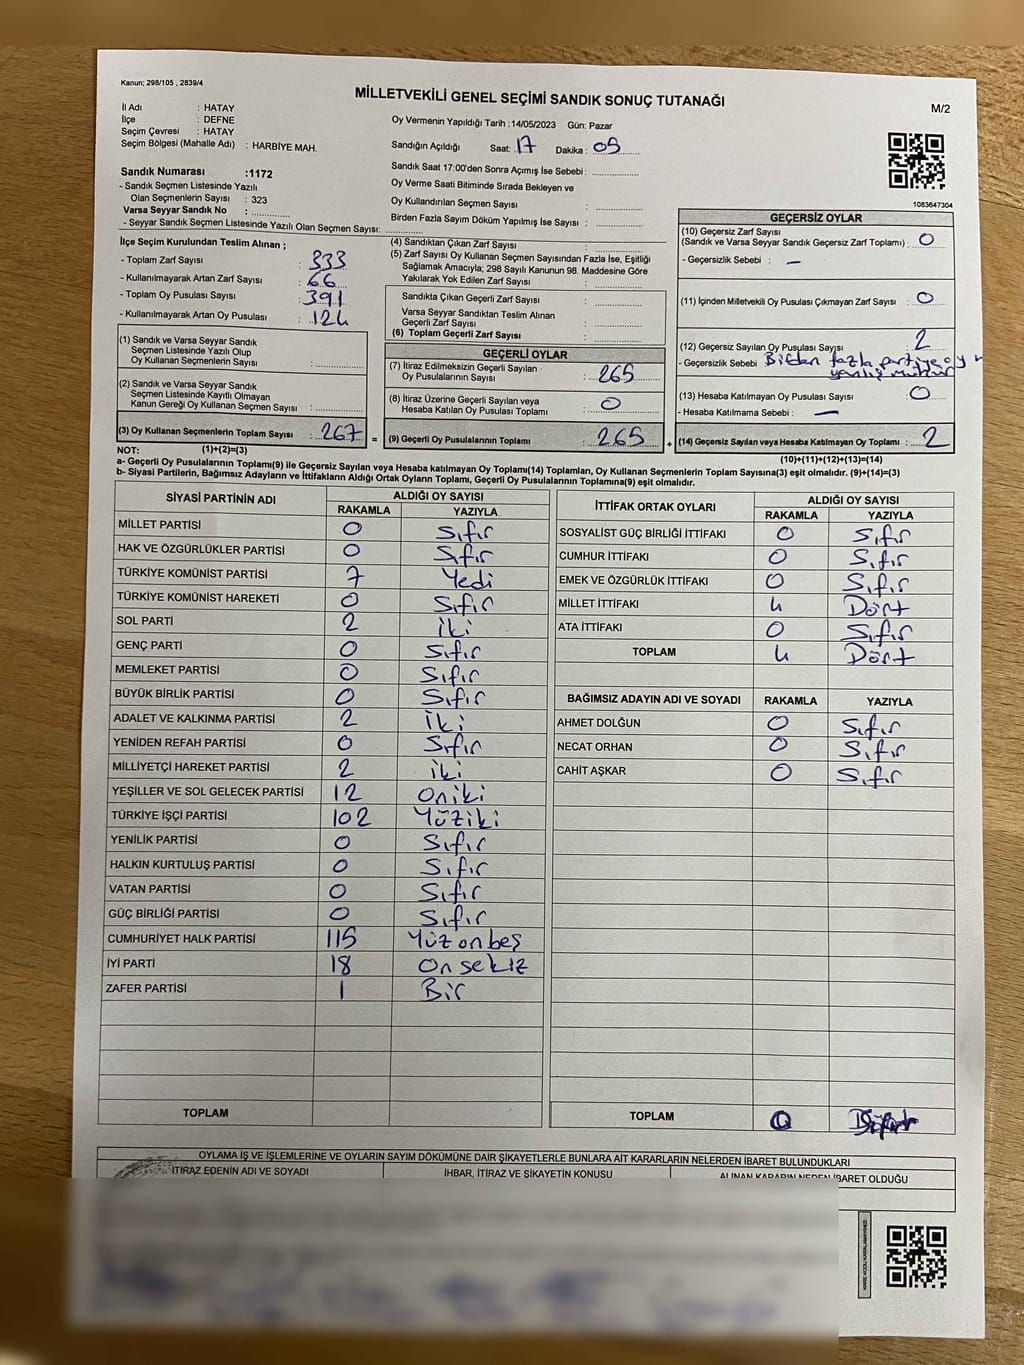 Kanun; 298/105 , 2839/4
MİLLETVEKİLİ GENEL SEÇİMİ SANDIK SONUÇ TUTANAĞI
M/2
İl Adı : HATAY
İlçe : DEFNE
Seçim Çevresi : HATAY
Seçim Bölgesi (Mahalle Adı) : HARBİYE MAH.
Oy Vermenin Yapıldığı Tarih :14/05/2023 Gün: Pazar
Sandığın Açıldığı Saat: 17 Dakika : 05
Sandık Saat 17:00'den Sonra Açımış İse Sebebi :
Oy Verme Saati Bitiminde Sırada Bekleyen ve
Oy Kullandırılan Seçmen Sayısı :
Birden Fazla Sayım Döküm Yapılmış İse Sayısı :
Sandık Numarası :1172
- Sandık Seçmen Listesinde Yazılı
Olan Seçmenlerin Sayısı : 323
Varsa Seyyar Sandık No :
- Seyyar Sandık Seçmen Listesinde Yazılı Olan Seçmen Sayısı:
1083647304
İlçe Seçim Kurulundan Teslim Alınan ;
- Toplam Zarf Sayısı : 333
- Kullanılmayarak Artan Zarf Sayısı : 66
- Toplam Oy Pusulası Sayısı : 391
- Kullanılmayarak Artan Oy Pusulası : 124
(1) Sandık ve Varsa Seyyar Sandık
Seçmen Listesinde Yazılı Olup
Oy Kullanan Seçmenlerin Sayısı :
(2) Sandık ve Varsa Seyyar Sandık
Seçmen Listesinde Kayıtlı Olmayan
Kanun Gereği Oy Kullanan Seçmen Sayısı :
(3) Oy Kullanan Seçmenlerin Toplam Sayısı : 267 =
(4) Sandıktan Çıkan Zarf Sayısı :
(5) Zarf Sayısı Oy Kullanan Seçmen Sayısından Fazla İse, Eşitliği
Sağlamak Amacıyla; 298 Sayılı Kanunun 98. Maddesine Göre
Yakılarak Yok Edilen Zarf Sayısı :
Sandıkta Çıkan Geçerli Zarf Sayısı :
Varsa Seyyar Sandıktan Teslim Alınan
Geçerli Zarf Sayısı :
(6) Toplam Geçerli Zarf Sayısı :
GEÇERLİ OYLAR
(7) İtiraz Edilmeksizin Geçerli Sayılan
Oy Pusulalarının Sayısı : 265
(8) İtiraz Üzerine Geçerli Sayılan veya
Hesaba Katılan Oy Pusulası Toplamı : 0
(9) Geçerli Oy Pusulalarının Toplamı : 265 +
GEÇERSİZ OYLAR
(10) Geçersiz Zarf Sayısı
(Sandık ve Varsa Seyyar Sandık Geçersiz Zarf Toplamı) : 0
- Geçersizlik Sebebi : —
(11) İçinden Milletvekili Oy Pusulası Çıkmayan Zarf Sayısı : 0
(12) Geçersiz Sayılan Oy Pusulası Sayısı : 2
- Geçersizlik Sebebi : Birden fazla partiye oy
(13) Hesaba Katılmayan Oy Pusulası Sayısı : 0
- Hesaba Katılmama Sebebi : —
(14) Geçersiz Sayılan veya Hesaba Katılmayan Oy Toplamı : 2
NOT: (1)+(2)=(3)
(10)+(11)+(12)+(13)=(14)
a- Geçerli Oy Pusulalarının Toplamı(9) ile Geçersiz Sayılan veya Hesaba katılmayan Oy Toplamı(14) Toplamları, Oy Kullanan Seçmenlerin Toplam Sayısına(3) eşit olmalıdır. (9)+(14)=(3)
b- Siyasi Partilerin, Bağımsız Adayların ve İttifakların Aldığı Ortak Oyların Toplamı, Geçerli Oy Pusulalarının Toplamına(9) eşit olmalıdır.
SİYASİ PARTİNİN ADI ALDIĞI OY SAYISI
RAKAMLA YAZIYLA
MİLLET PARTİSİ 0 Sıfır
HAK VE ÖZGÜRLÜKLER PARTİSİ 0 Sıfır
TÜRKİYE KOMÜNİST PARTİSİ 7 Yedi
TÜRKİYE KOMÜNİST HAREKETİ 0 Sıfır
SOL PARTİ 2 iki
GENÇ PARTİ 0 Sıfır
MEMLEKET PARTİSİ 0 Sıfır
BÜYÜK BİRLİK PARTİSİ 0 Sıfır
ADALET VE KALKINMA PARTİSİ 2 iki
YENİDEN REFAH PARTİSİ 0 Sıfır
MİLLİYETÇİ HAREKET PARTİSİ 2 iki
YEŞİLLER VE SOL GELECEK PARTİSİ 12 Oniki
TÜRKİYE İŞÇİ PARTİSİ 102 Yüziki
YENİLİK PARTİSİ 0 Sıfır
HALKIN KURTULUŞ PARTİSİ 0 Sıfır
VATAN PARTİSİ 0 Sıfır
GÜÇ BİRLİĞİ PARTİSİ 0 Sıfır
CUMHURİYET HALK PARTİSİ 115 Yüz onbeş
İYİ PARTİ 18 On sekiz
ZAFER PARTİSİ 1 Bir
TOPLAM
İTTİFAK ORTAK OYLARI ALDIĞI OY SAYISI
RAKAMLA YAZIYLA
SOSYALİST GÜÇ BİRLİĞİ İTTİFAKI 0 Sıfır
CUMHUR İTTİFAKI 0 Sıfır
EMEK VE ÖZGÜRLÜK İTTİFAKI 0 Sıfır
MİLLET İTTİFAKI 4 Dört
ATA İTTİFAKI 0 Sıfır
TOPLAM 4 Dört
BAĞIMSIZ ADAYIN ADI VE SOYADI RAKAMLA YAZIYLA
AHMET DOLĞUN 0 Sıfır
NECAT ORHAN 0 Sıfır
CAHİT AŞKAR 0 Sıfır
TOPLAM 0
OYLAMA İŞ VE İŞLEMLERİNE VE OYLARIN SAYIM DÖKÜMÜNE DAİR ŞİKAYETLERLE BUNLARA AİT KARARLARIN NELERDEN İBARET BULUNDUKLARI
İTİRAZ EDENİN ADI VE SOYADI İHBAR, İTİRAZ VE ŞİKAYETİN KONUSU ALINAN KARARIN NEDEN İBARET OLDUĞU